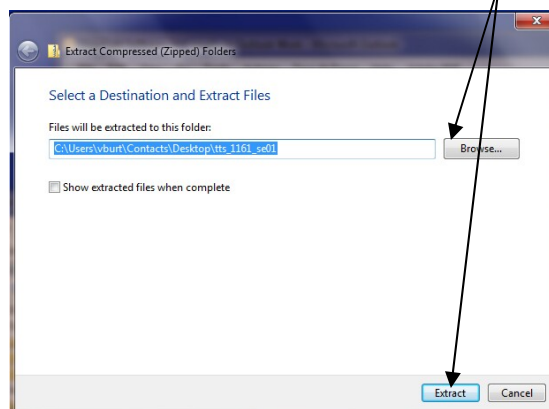 Extract Compressed (Zipped) Folders
Select a Destination and Extract Files
Files will be extracted to this folder:
C:\Users\vburt\Contacts\Desktop\tts_1161_se01
Browse...
Show extracted files when complete
Extract
Cancel